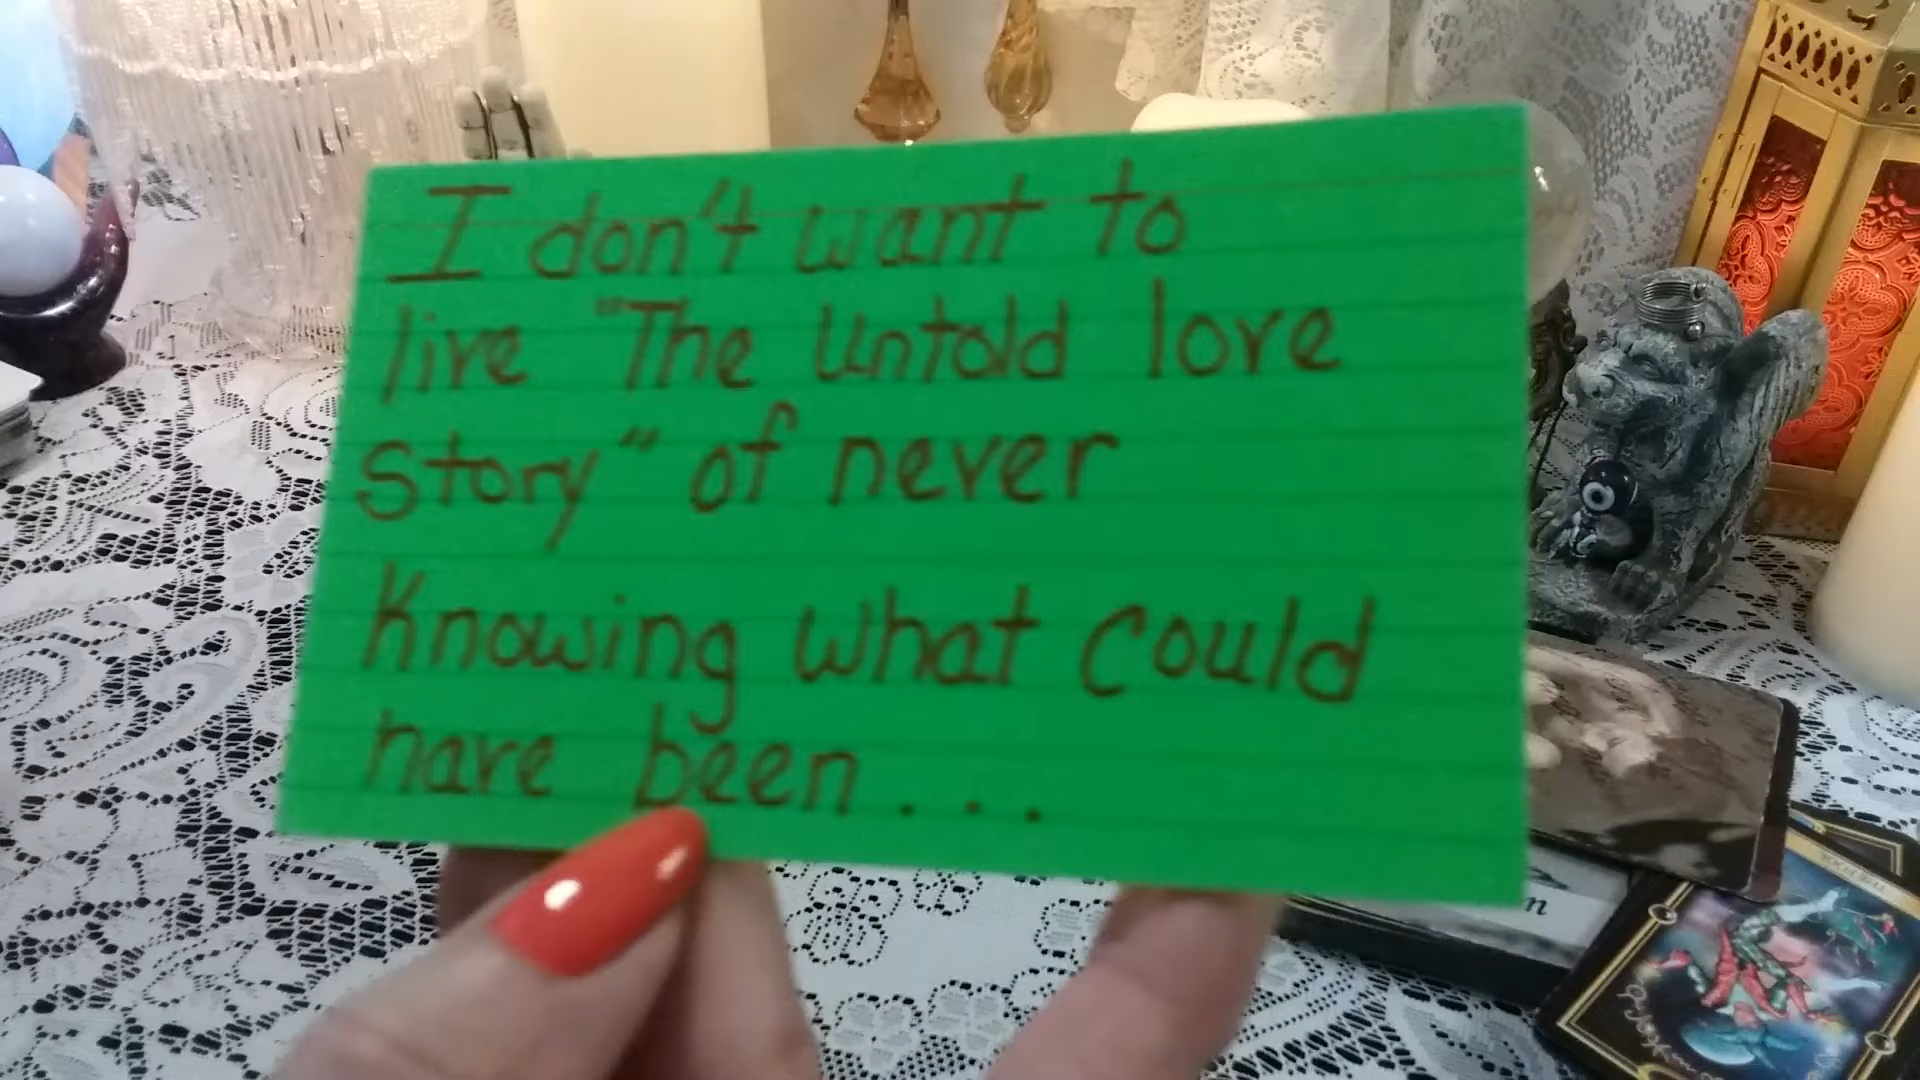 I don't want to
live "The Untold love
story" of never
Knowing what could
have been...